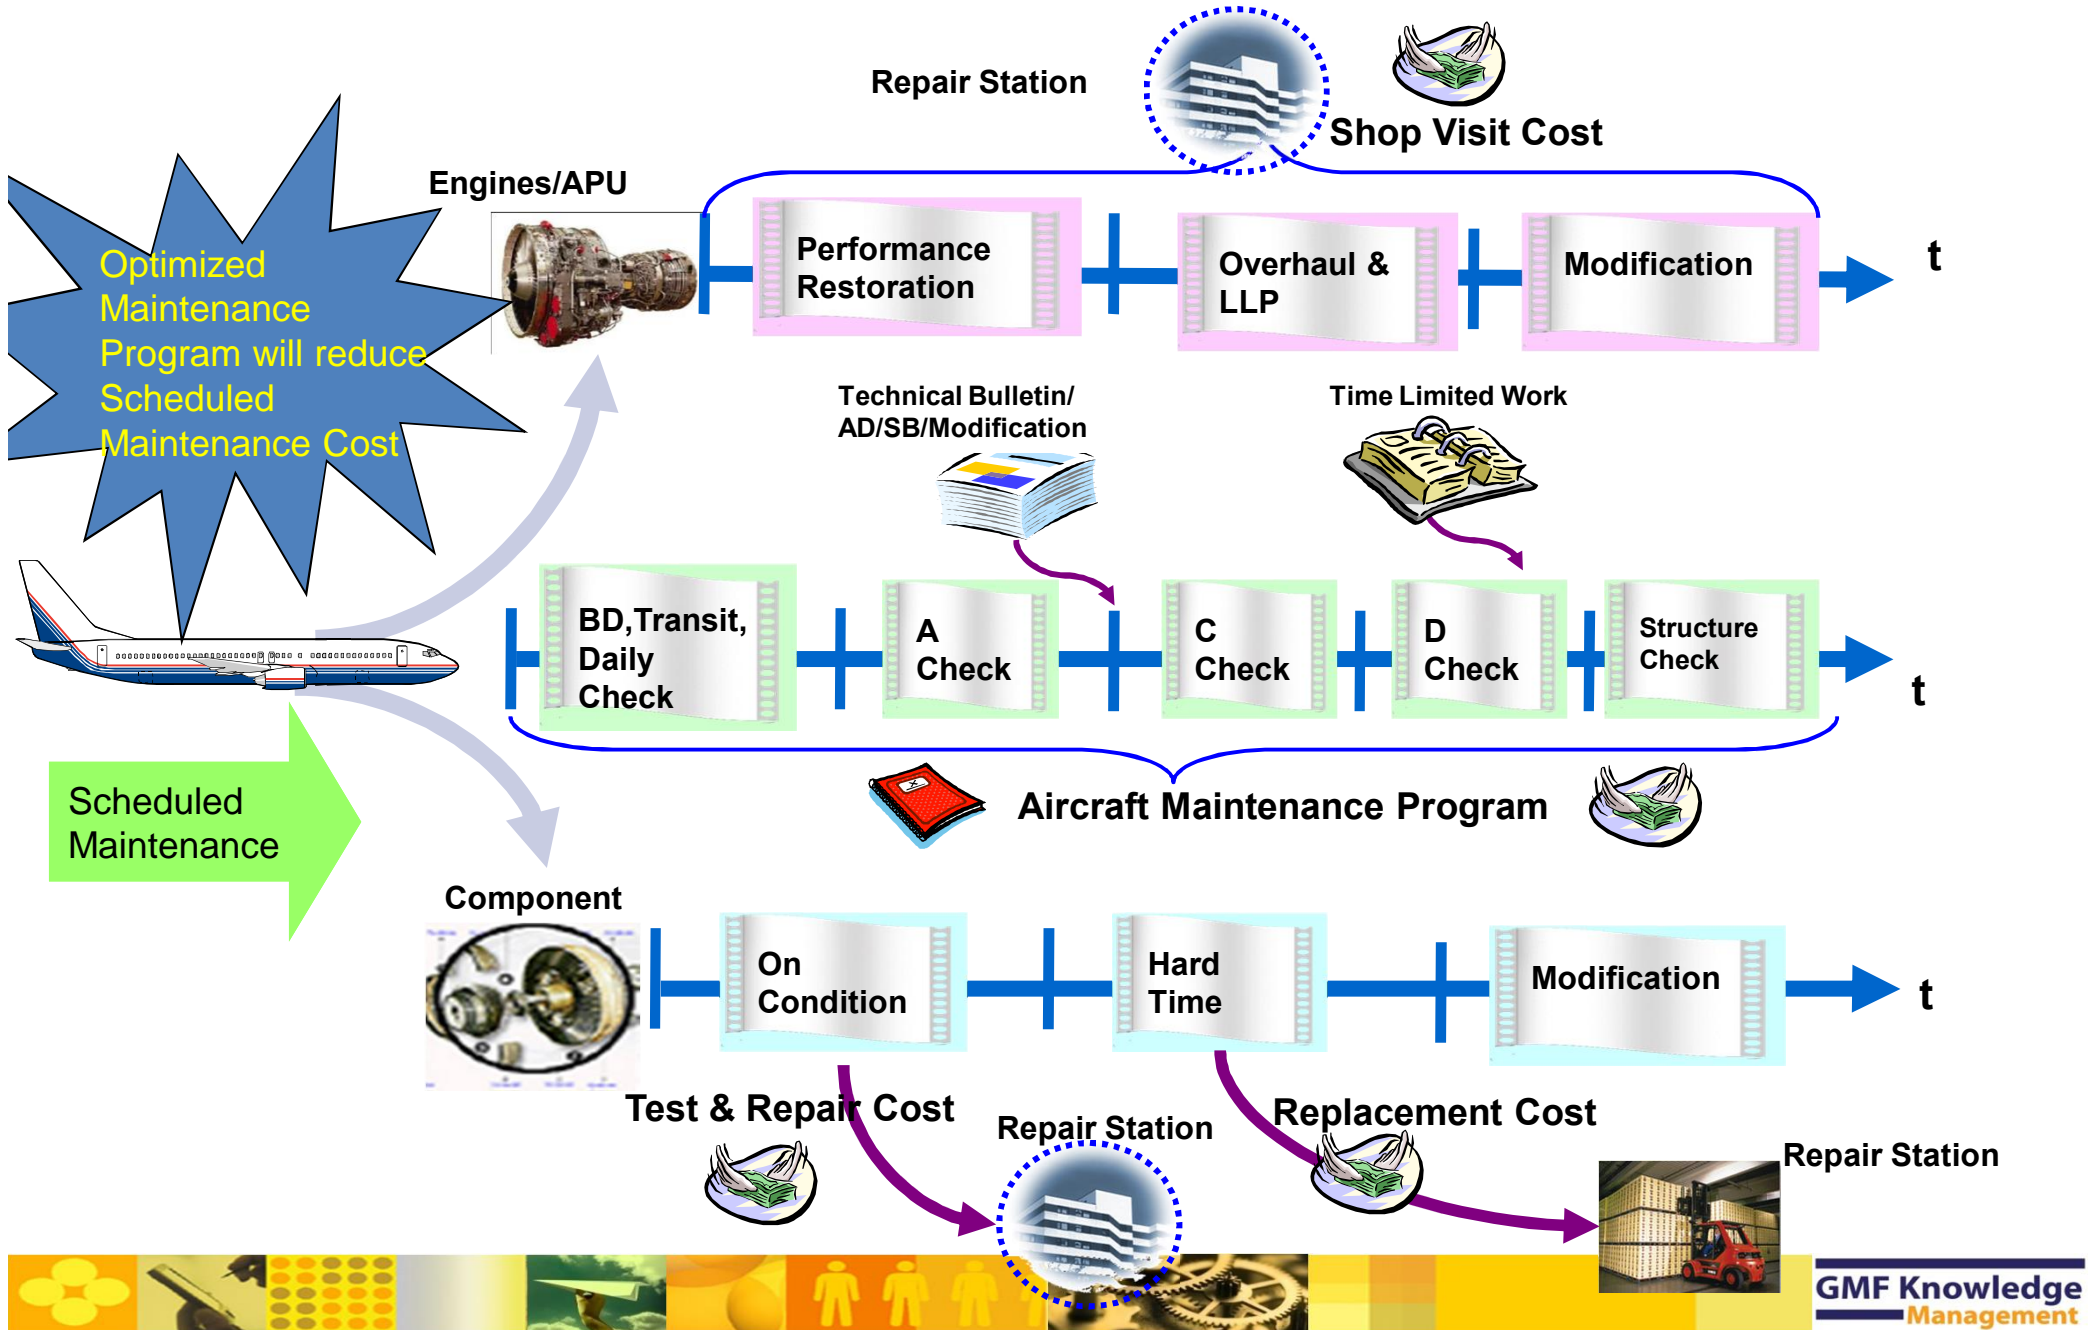 Repair Station
Shop Visit Cost
Engines/APU
Optimized
Maintenance
Program will reduce
Scheduled
Maintenance Cost
Performance
Restoration
Overhaul &
LLP
Modification
t
Technical Bulletin/
AD/SB/Modification
Time Limited Work
BD,Transit,
Daily
Check
A
Check
C
Check
D
Check
Structure
Check
t
Aircraft Maintenance Program
Scheduled
Maintenance
Component
On
Condition
Hard
Time
Modification
t
Test & Repair Cost
Repair Station
Replacement Cost
Repair Station
GMF Knowledge
Management